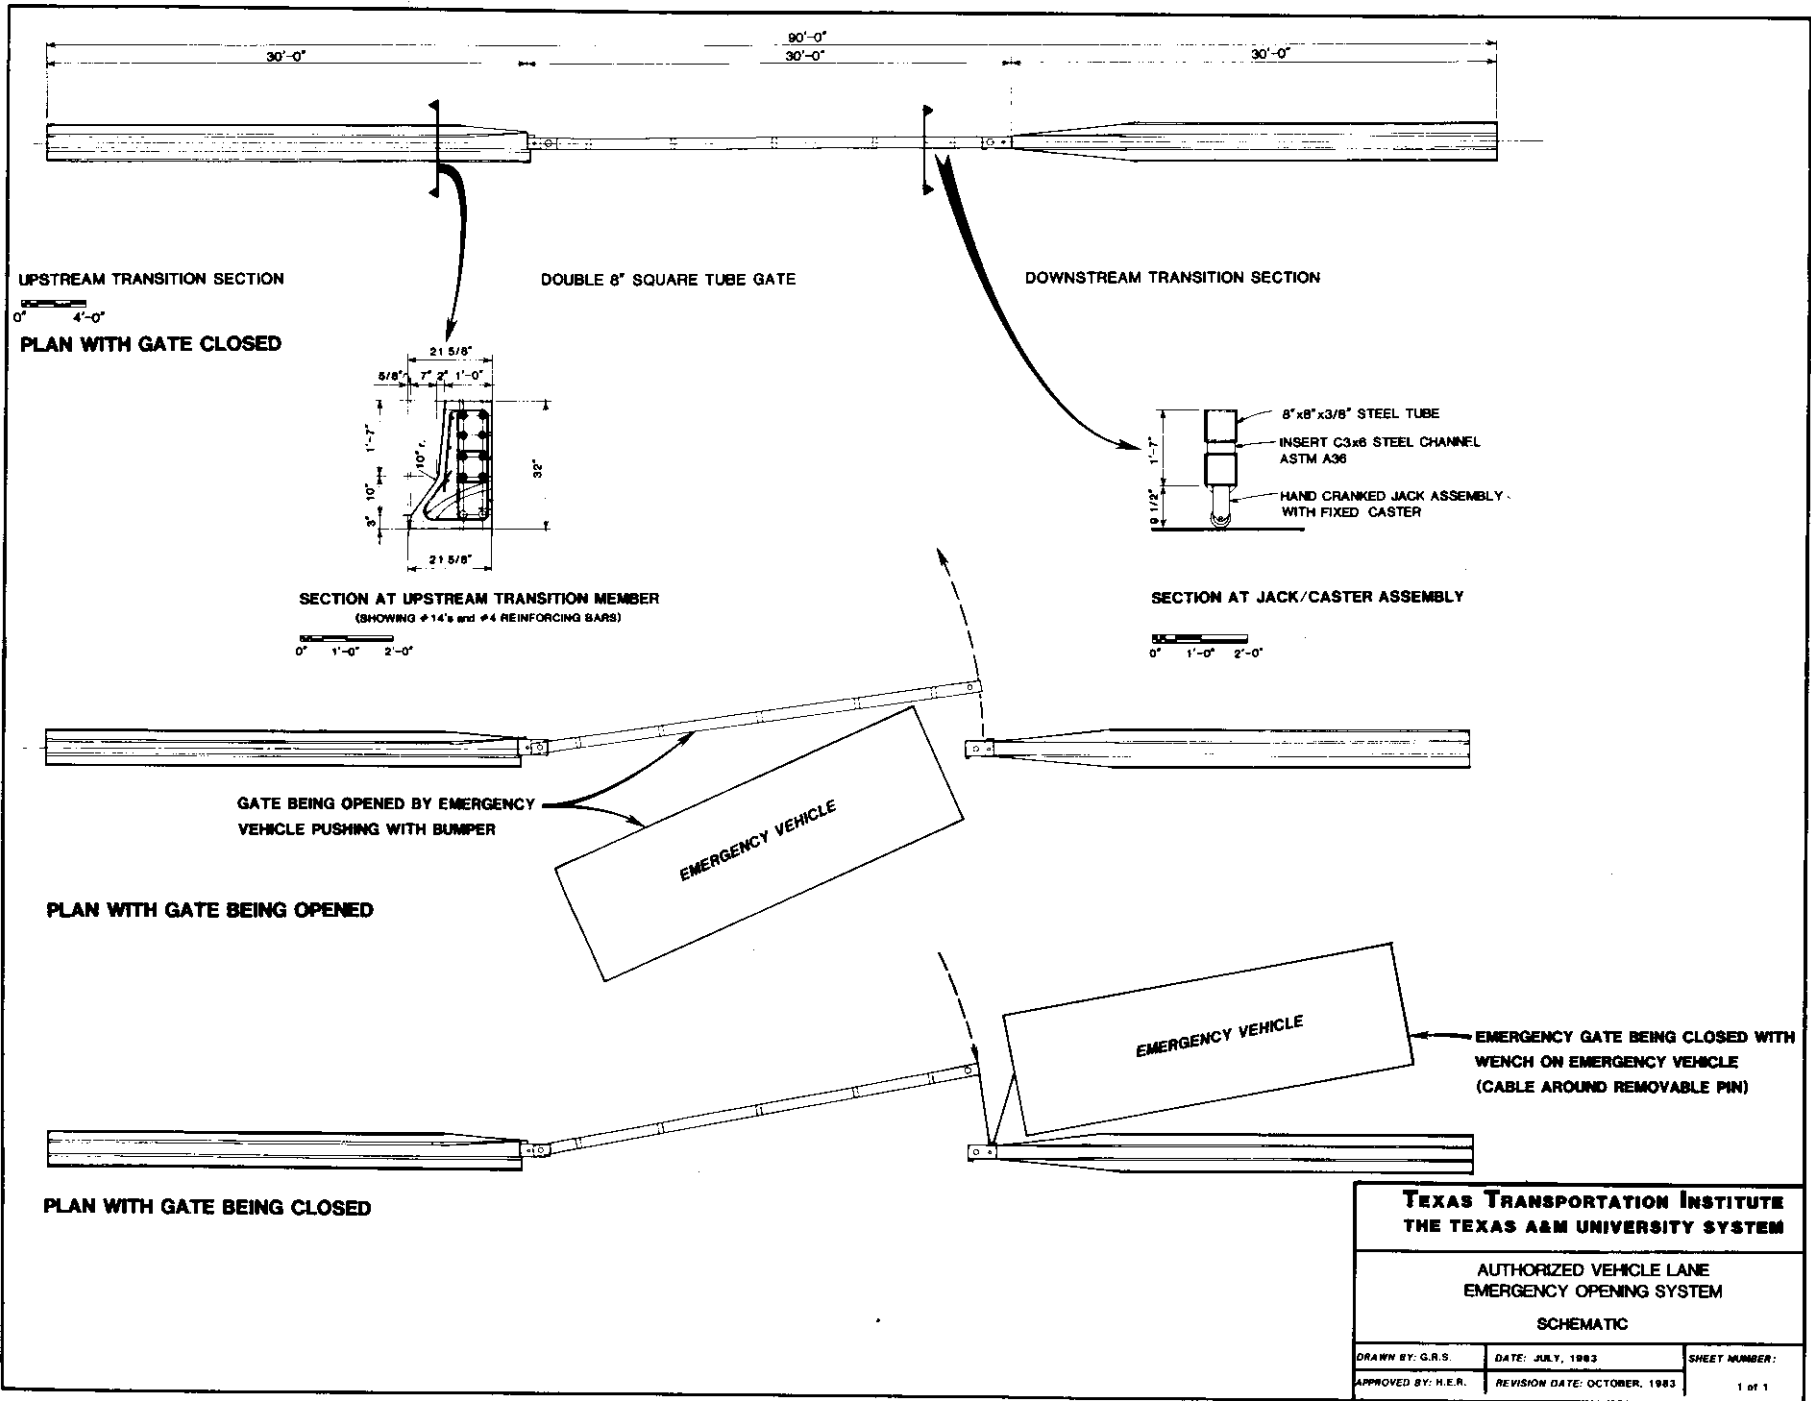 90'-0"
30'-0"
30'-0"
30'-0"
UPSTREAM TRANSITION SECTION
DOUBLE 8" SQUARE TUBE GATE
DOWNSTREAM TRANSITION SECTION
0" 4'-0"
PLAN WITH GATE CLOSED
21 5/8"
5/8" 7" 2" 1'-0"
1'-7"
10" r.
10"
3"
32"
21 5/8"
SECTION AT UPSTREAM TRANSITION MEMBER
(SHOWING #14's and #4 REINFORCING BARS)
0" 1'-0" 2'-0"
1'-7"
9 1/2"
8"x8"x3/8" STEEL TUBE
INSERT C3x6 STEEL CHANNEL
ASTM A36
HAND CRANKED JACK ASSEMBLY
WITH FIXED CASTER
SECTION AT JACK/CASTER ASSEMBLY
0" 1'-0" 2'-0"
GATE BEING OPENED BY EMERGENCY
VEHICLE PUSHING WITH BUMPER
EMERGENCY VEHICLE
PLAN WITH GATE BEING OPENED
EMERGENCY VEHICLE
EMERGENCY GATE BEING CLOSED WITH
WENCH ON EMERGENCY VEHICLE
(CABLE AROUND REMOVABLE PIN)
PLAN WITH GATE BEING CLOSED
TEXAS TRANSPORTATION INSTITUTE
THE TEXAS A&M UNIVERSITY SYSTEM
AUTHORIZED VEHICLE LANE
EMERGENCY OPENING SYSTEM
SCHEMATIC
DRAWN BY: G.R.S. DATE: JULY, 1983 SHEET NUMBER:
APPROVED BY: H.E.R. REVISION DATE: OCTOBER, 1983 1 of 1